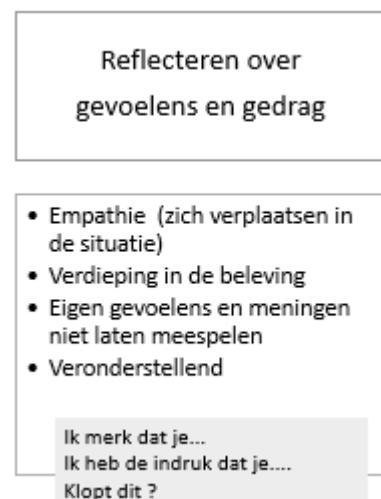 Reflecteren over
gevoelens en gedrag
• Empathie (zich verplaatsen in
de situatie)
• Verdieping in de beleving
• Eigen gevoelens en meningen
niet laten meespelen
• Veronderstellend
Ik merk dat je...
Ik heb de indruk dat je....
Klopt dit ?